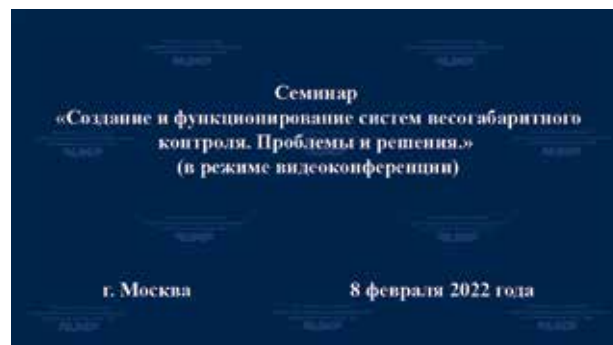 Семинар
«Создание и функционирование систем весогабаритного
контроля. Проблемы и решения.»
(в режиме видеоконференции)
г. Москва 8 февраля 2022 года